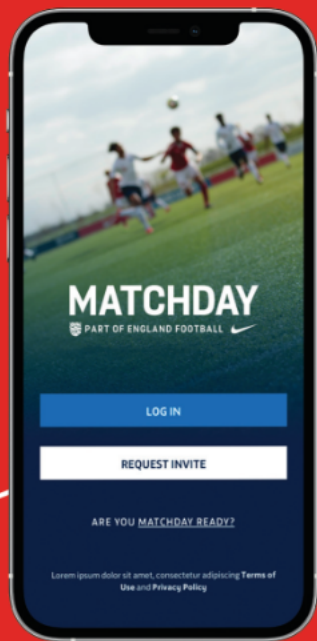 MATCHDAY
PART OF ENGLAND FOOTBALL
LOG IN
REQUEST INVITE
ARE YOU MATCHDAY READY?
Lorem ipsum dolor sit amet, consectetur adipiscing Terms of
Use and Privacy Policy